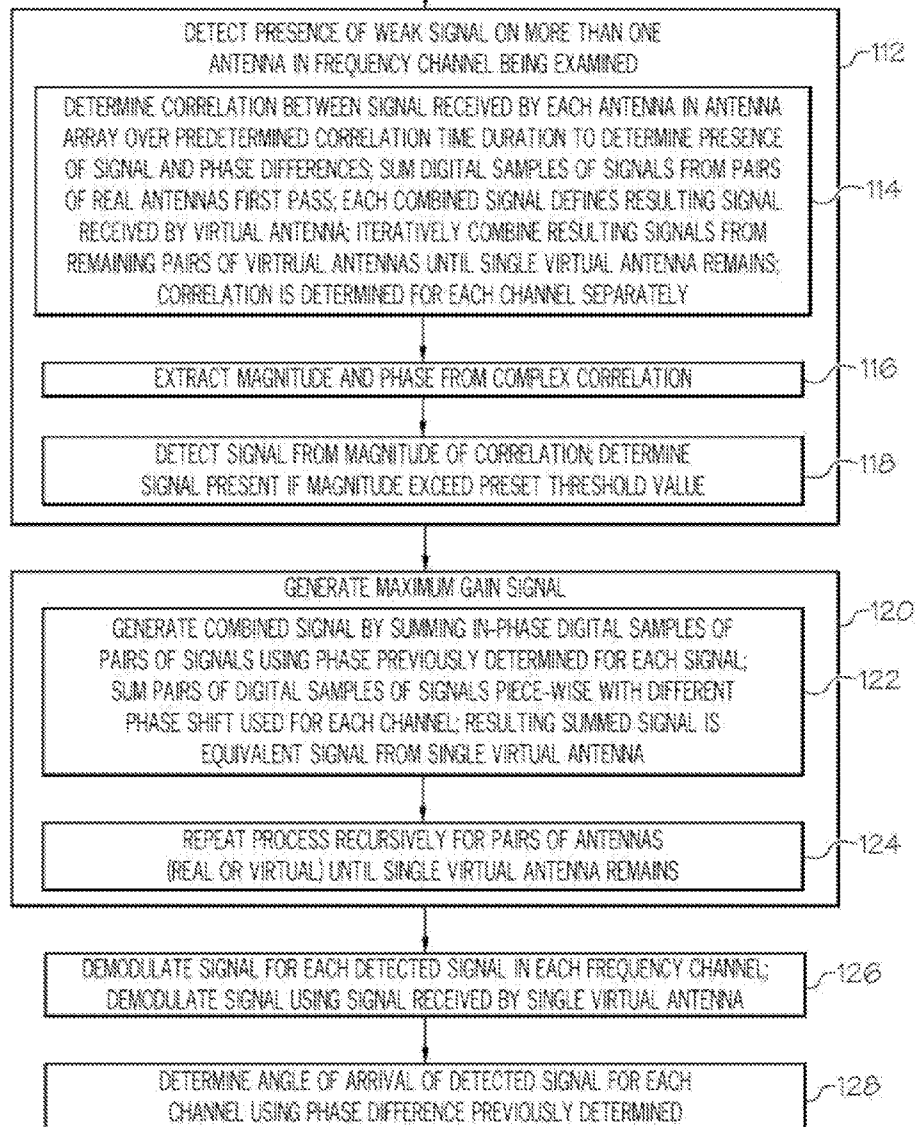 DETECT PRESENCE OF WEAK SIGNAL ON MORE THAN ONE
ANTENNA IN FREQUENCY CHANNEL BEING EXAMINED
112
DETERMINE CORRELATION BETWEEN SIGNAL RECEIVED BY EACH ANTENNA IN ANTENNA
ARRAY OVER PREDETERMINED CORRELATION TIME DURATION TO DETERMINE PRESENCE
OF SIGNAL AND PHASE DIFFERENCES; SUM DIGITAL SAMPLES OF SIGNALS FROM PAIRS
OF REAL ANTENNAS FIRST PASS; EACH COMBINED SIGNAL DEFINES RESULTING SIGNAL
RECEIVED BY VIRTUAL ANTENNA; ITERATIVELY COMBINE RESULTING SIGNALS FROM
REMAINING PAIRS OF VIRTRUAL ANTENNAS UNTIL SINGLE VIRTUAL ANTENNA REMAINS;
CORRELATION IS DETERMINED FOR EACH CHANNEL SEPARATELY
114
EXTRACT MAGNITUDE AND PHASE FROM COMPLEX CORRELATION
116
DETECT SIGNAL FROM MAGNITUDE OF CORRELATION; DETERMINE
SIGNAL PRESENT IF MAGNITUDE EXCEED PRESET THRESHOLD VALUE
118
GENERATE MAXIMUM GAIN SIGNAL
120
GENERATE COMBINED SIGNAL BY SUMMING IN-PHASE DIGITAL SAMPLES OF
PAIRS OF SIGNALS USING PHASE PREVIOUSLY DETERMINED FOR EACH SIGNAL;
SUM PAIRS OF DIGITAL SAMPLES OF SIGNALS PIECE-WISE WITH DIFFERENT
PHASE SHIFT USED FOR EACH CHANNEL; RESULTING SUMMED SIGNAL IS
EQUIVALENT SIGNAL FROM SINGLE VIRTUAL ANTENNA
122
REPEAT PROCESS RECURSIVELY FOR PAIRS OF ANTENNAS
(REAL OR VIRTUAL) UNTIL SINGLE VIRTUAL ANTENNA REMAINS
124
DEMODULATE SIGNAL FOR EACH DETECTED SIGNAL IN EACH FREQUENCY CHANNEL;
DEMODULATE SIGNAL USING SIGNAL RECEIVED BY SINGLE VIRTUAL ANTENNA
126
DETERMINE ANGLE OF ARRIVAL OF DETECTED SIGNAL FOR EACH
CHANNEL USING PHASE DIFFERENCE PREVIOUSLY DETERMINED
128